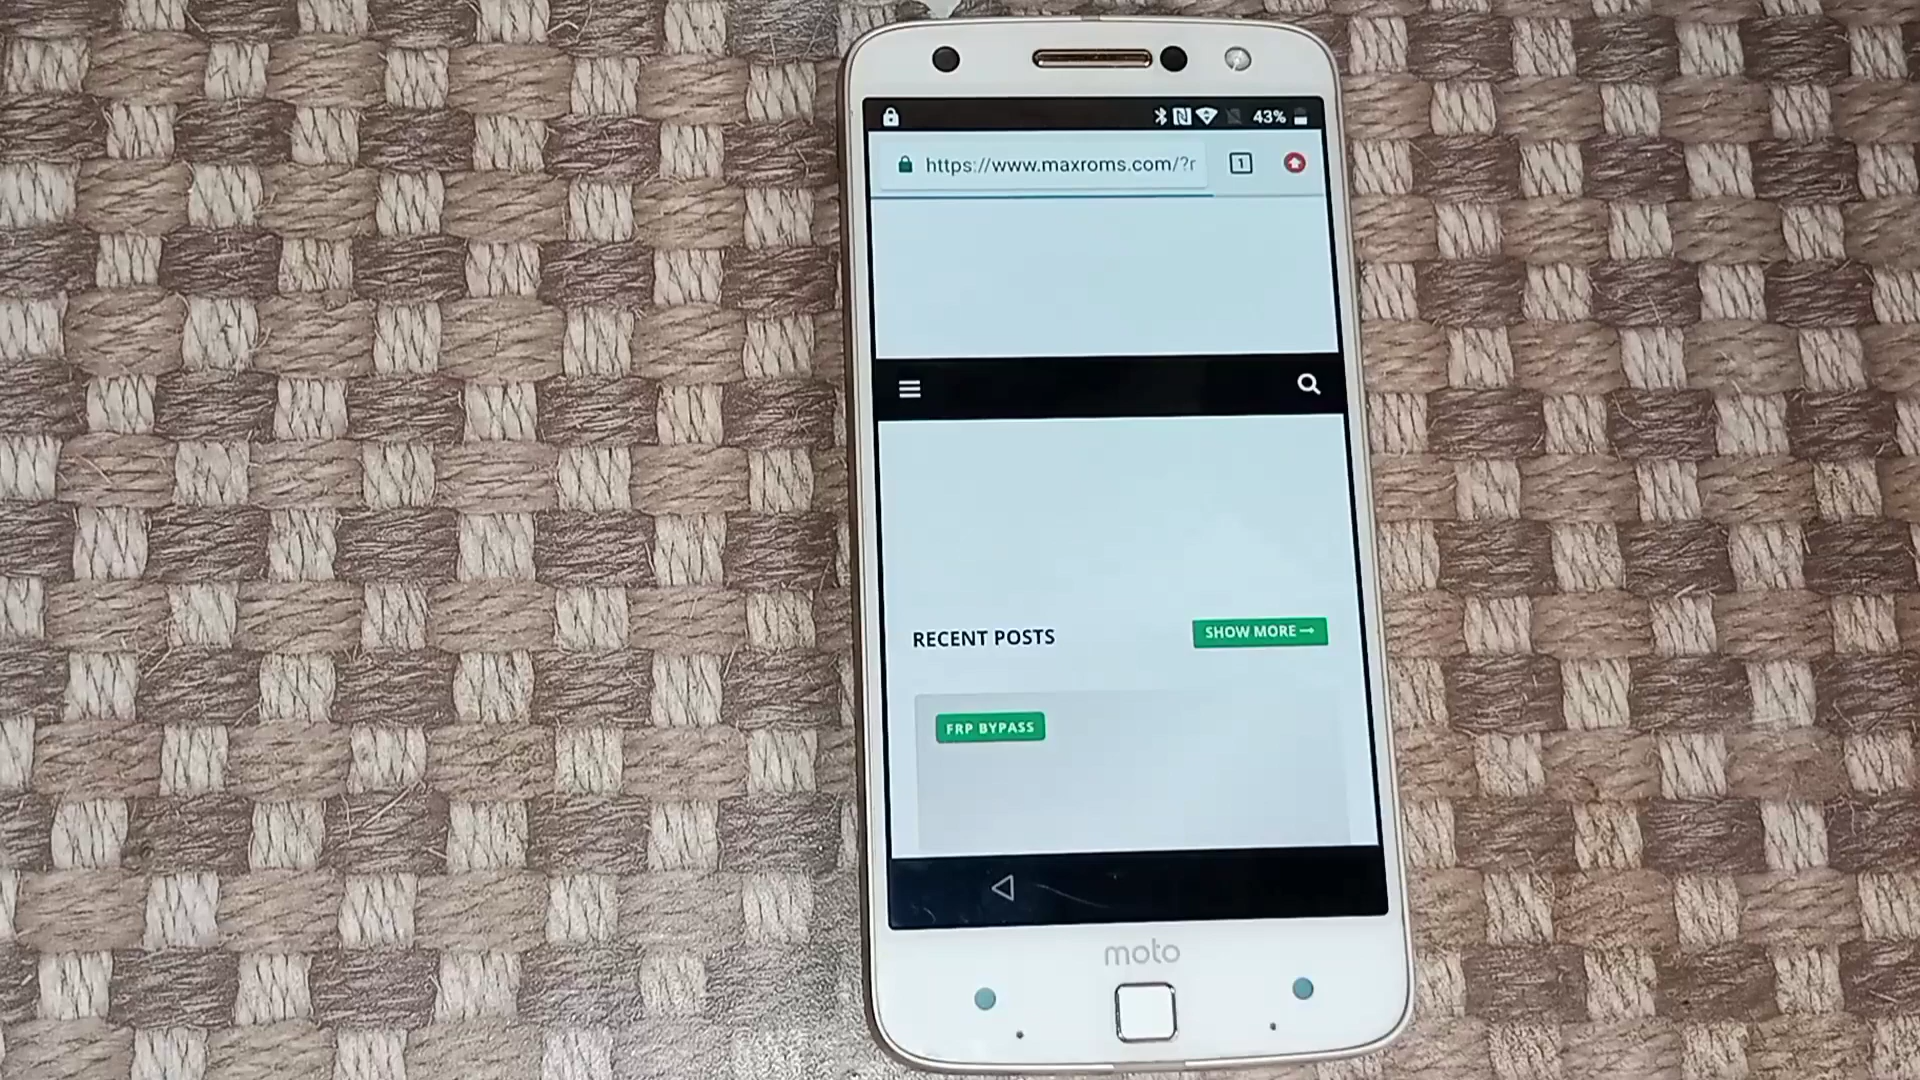 43%
https://www.maxroms.com/?r
1
RECENT POSTS
SHOW MORE→
FRP BYPASS
moto